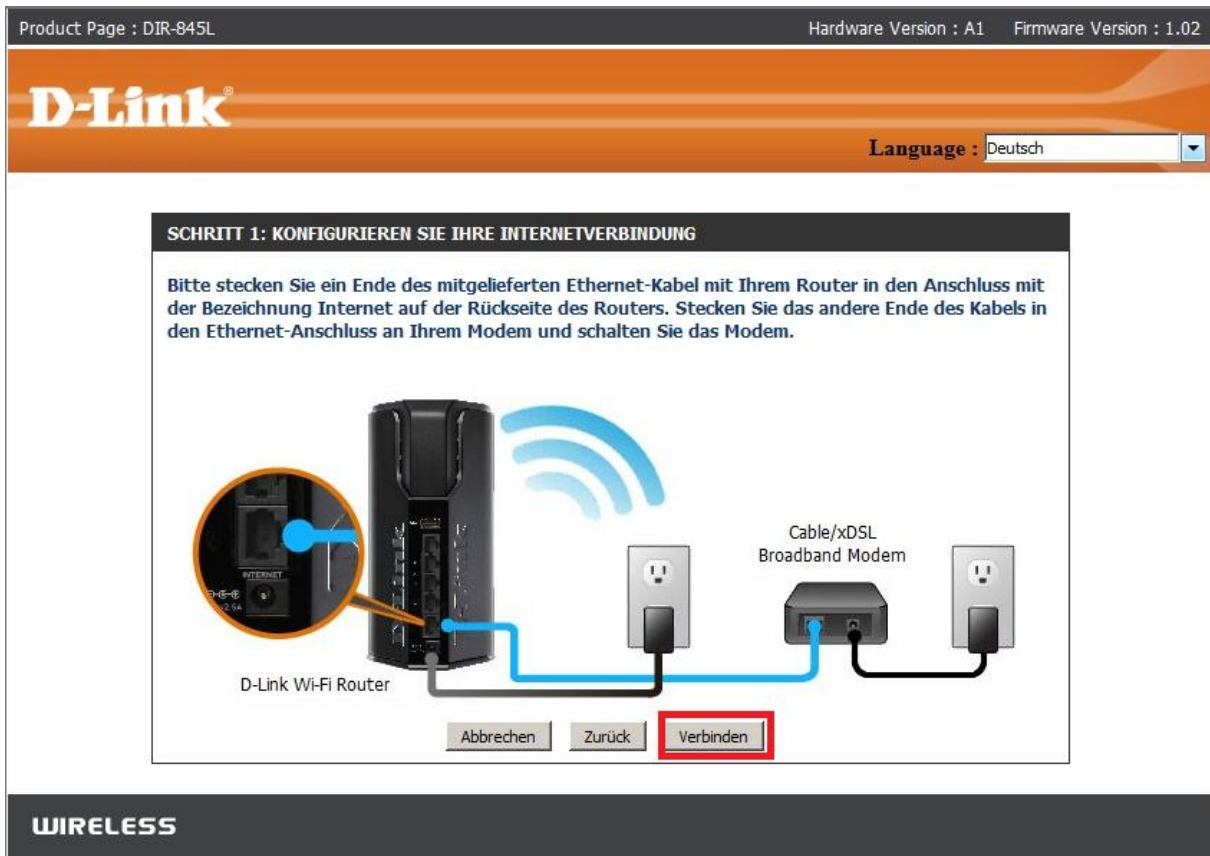 Product Page : DIR-845L Hardware Version : A1 Firmware Version : 1.02
D-Link®
Language : Deutsch
SCHRITT 1: KONFIGURIEREN SIE IHRE INTERNETVERBINDUNG
Bitte stecken Sie ein Ende des mitgelieferten Ethernet-Kabel mit Ihrem Router in den Anschluss mit
der Bezeichnung Internet auf der Rückseite des Routers. Stecken Sie das andere Ende des Kabels in
den Ethernet-Anschluss an Ihrem Modem und schalten Sie das Modem.
Cable/xDSL
Broadband Modem
INTERNET
D-Link
D-Link Wi-Fi Router
Abbrechen Zurück Verbinden
WIRELESS